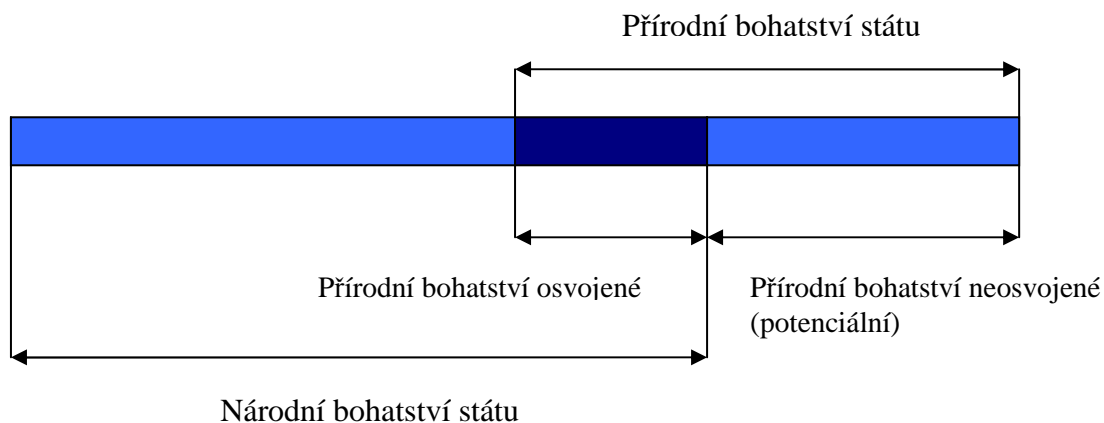 Přírodní bohatství státu
Přírodní bohatství osvojené
Přírodní bohatství neosvojené
(potenciální)
Národní bohatství státu